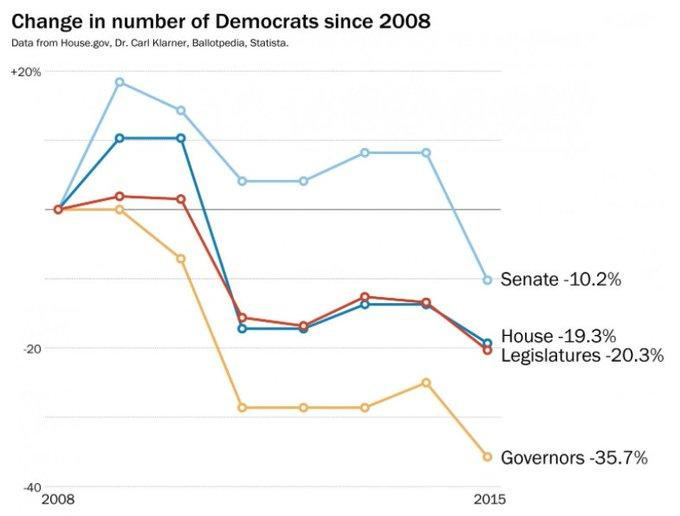 Change in number of Democrats since 2008
Data from House.gov, Dr. Carl Klarner, Ballotpedia, Statista.
+20%
Senate -10.2%
House -19.3%
-20
Legislatures -20.3%
Governors -35.7%
-40
2008
2015